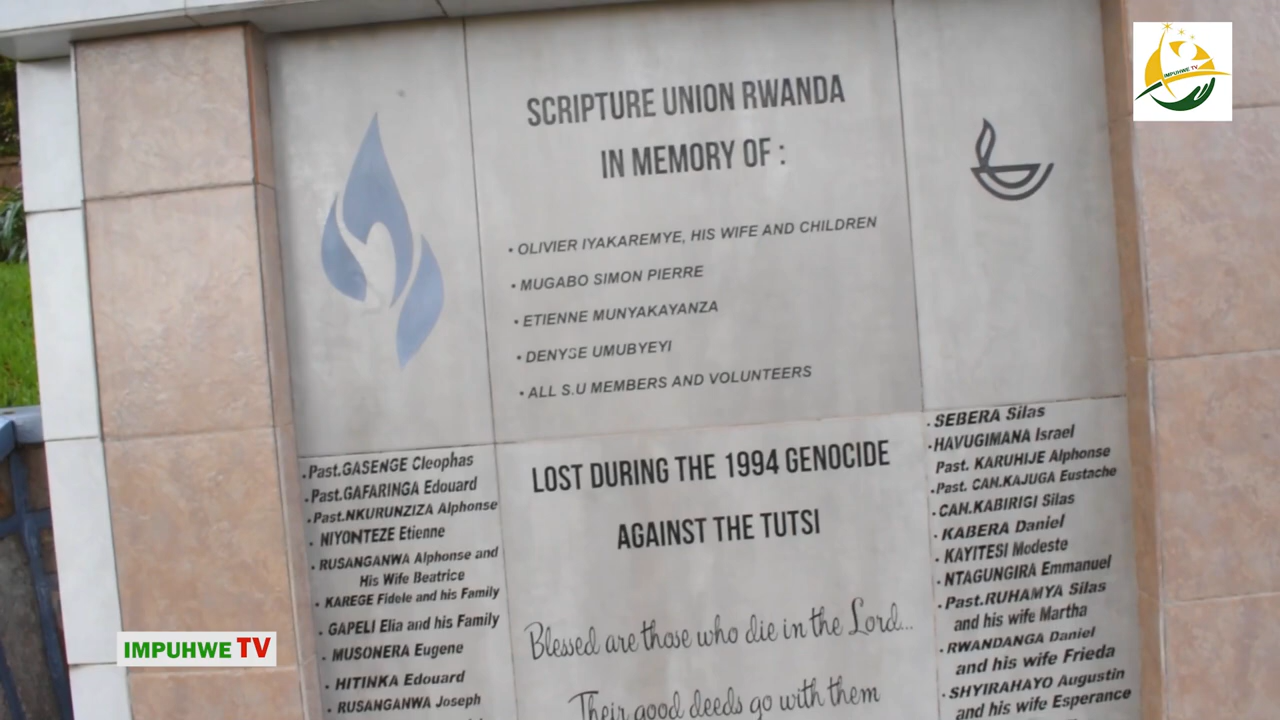 SCRIPTURE UNION RWANDA
IN MEMORY OF :
• OLIVIER IYAKAREMYE, HIS WIFE AND CHILDREN
• MUGABO SIMON PIERRE
• ETIENNE MUNYAKAYANZA
• DENYSE UMUBYEYI
• ALL S.U MEMBERS AND VOLUNTEERS
LOST DURING THE 1994 GENOCIDE
AGAINST THE TUTSI
Blessed are those who die in the Lord...
Their good deeds go with them
. Past.GASENGE Cleophas
. Past.GAFARINGA Edouard
. Past.NKURUNZIZA Alphonse
. NIYONTEZE Etienne
. RUSANGANWA Alphonse and
His Wife Beatrice
. KAREGE Fidele and his Family
. GAPELI Elia and his Family
. MUSONERA Eugene
. HITINKA Edouard
. RUSANGANWA Joseph
. SEBERA Silas
. HAVUGIMANA Israel
Past. KARUHIJE Alphonse
. Past. CAN.KAJUGA Eustache
. CAN.KABIRIGI Silas
. KABERA Daniel
. KAYITESI Modeste
. NTAGUNGIRA Emmanuel
. Past.RUHAMYA Silas
and his wife Martha
. RWANDANGA Daniel
and his wife Frieda
. SHYIRAHAYO Augustin
and his wife Esperance
IMPUHWE TV
IMPUHWE TV